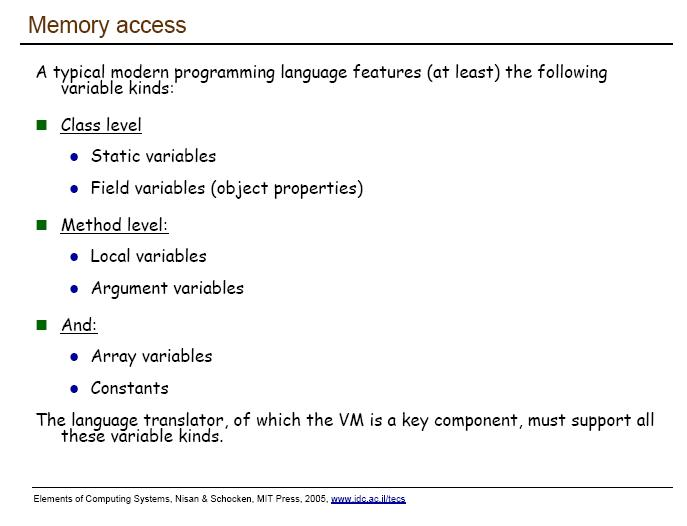 Memory access
A typical modern programming language features (at least) the following
variable kinds:
Class level
Static variables
Field variables (object properties)
Method level:
Local variables
Argument variables
And:
Array variables
Constants
The language translator, of which the VM is a key component, must support all
these variable kinds.
Elements of Computing Systems, Nisan & Schocken, MIT Press, 2005, www.idc.ac.il/tecs